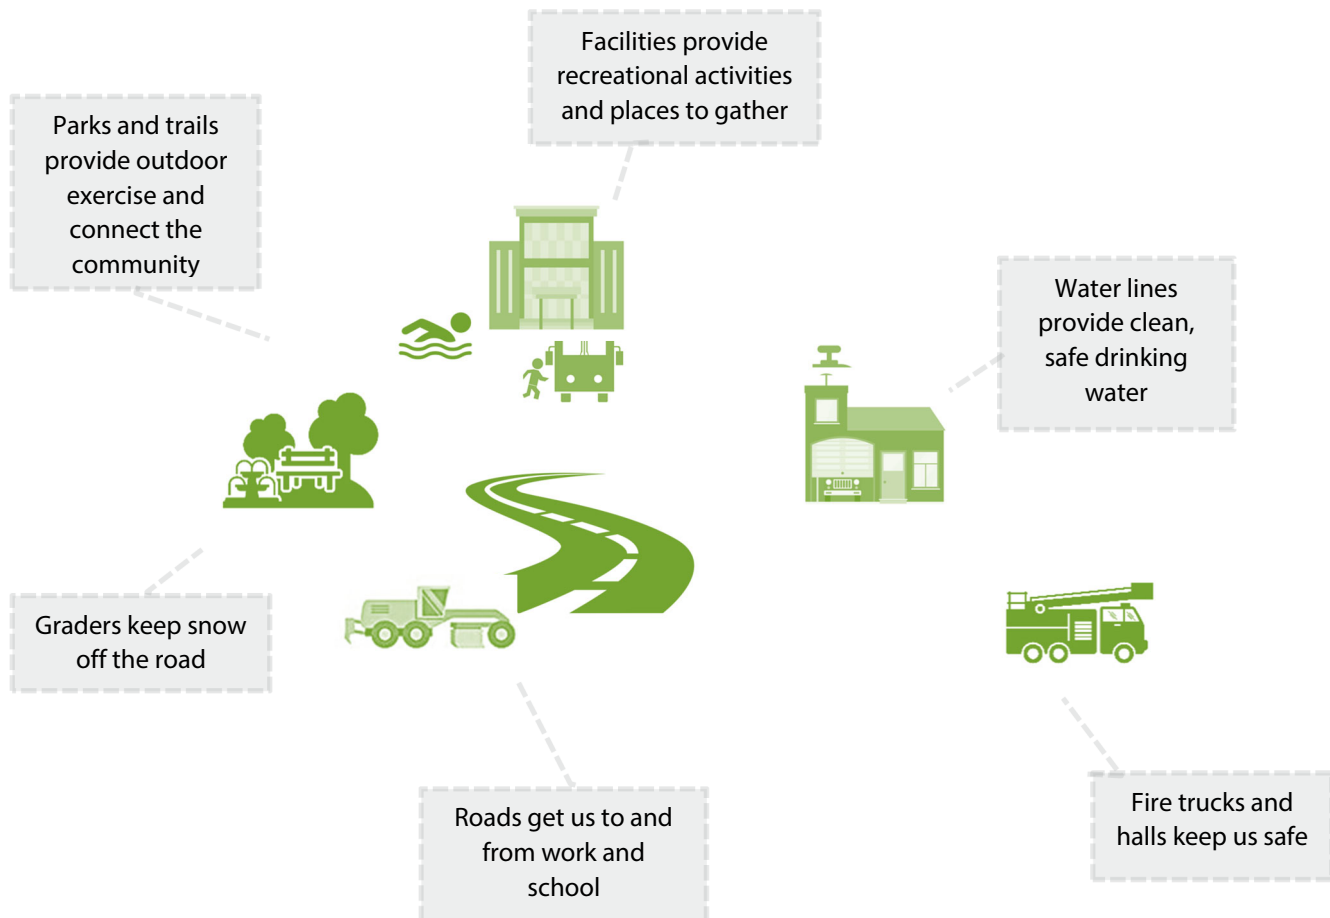 Facilities provide
recreational activities
and places to gather
Parks and trails
provide outdoor
exercise and
connect the
community
Water lines
provide clean,
safe drinking
water
Graders keep snow
off the road
Roads get us to and
from work and
school
Fire trucks and
halls keep us safe